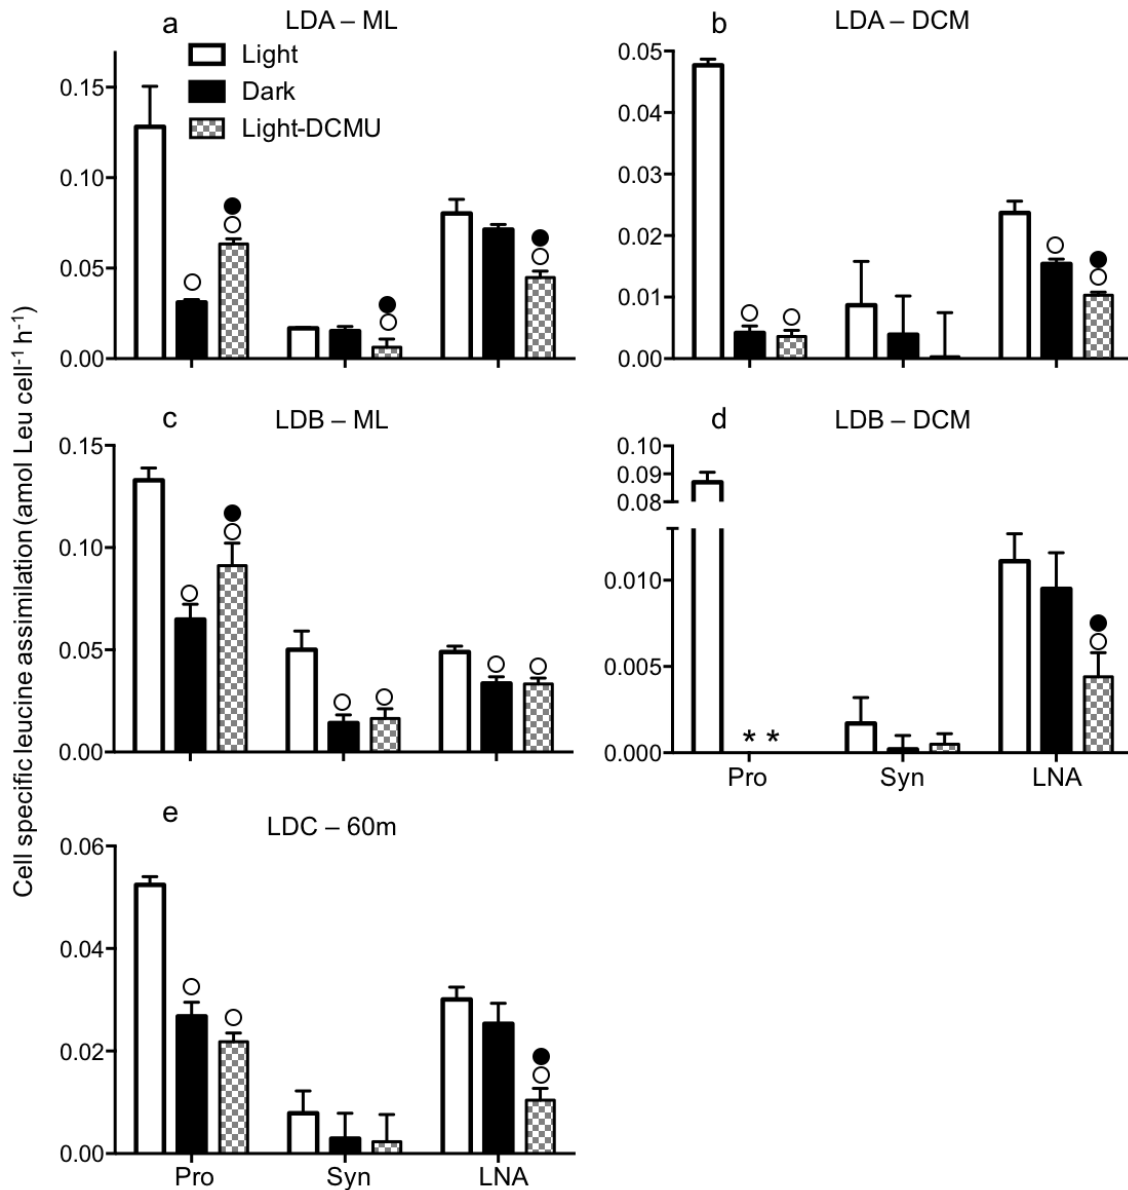 a
LDA – ML
Light
Dark
Light-DCMU
0.15
0.10
0.05
0.00
b
LDA – DCM
0.05
0.04
0.03
0.02
0.01
0.00
c
LDB – ML
0.15
0.10
0.05
0.00
d
LDB – DCM
0.10
0.09
0.08
0.010
0.005
0.000
* *
Pro Syn LNA
e
LDC – 60m
0.06
0.04
0.02
0.00
Pro Syn LNA
Cell specific leucine assimilation (amol Leu cell⁻¹ h⁻¹)